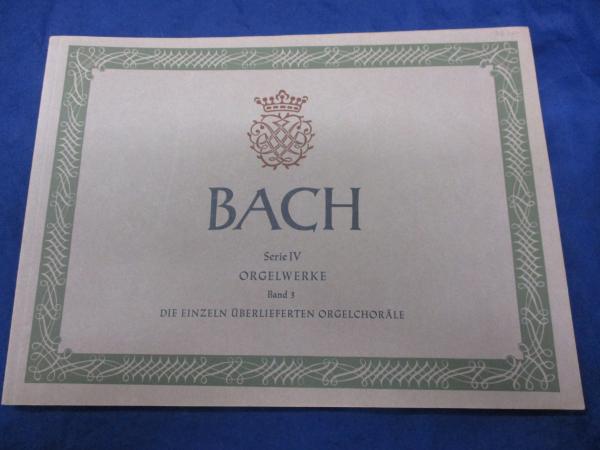 BACH
Serie IV
ORGELWERKE
Band 3
DIE EINZELN ÜBERLIEFERTEN ORGELCHORÄLE